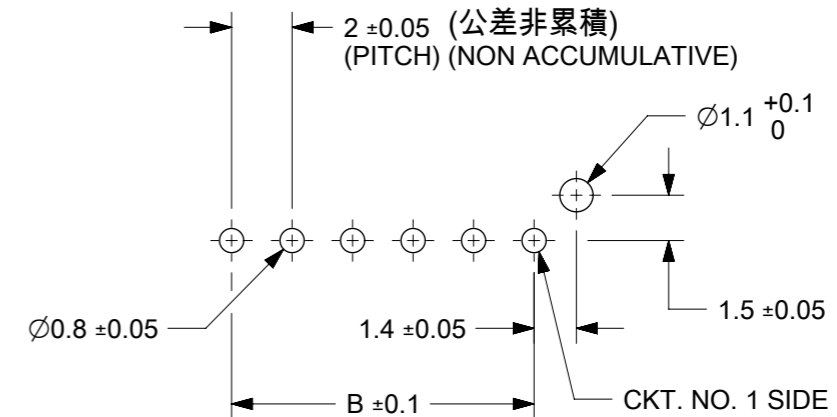 2 ±0.05 (公差非累積)
(PITCH) (NON ACCUMULATIVE)
∅1.1 +0.1
0
∅0.8 ±0.05
1.4 ±0.05
1.5 ±0.05
B ±0.1
CKT. NO. 1 SIDE